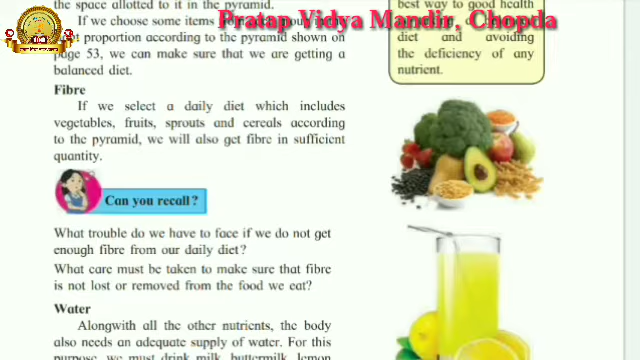 the space allotted to it in the pyramid.
If we choose some items
proportion according to the pyramid shown on
page 53, we can make sure that we are getting a
balanced diet.
Fibre
If we select a daily diet which includes
vegetables, fruits, sprouts and cereals according
to the pyramid, we will also get fibre in sufficient
quantity.
Can you recall?
What trouble do we have to face if we do not get
enough fibre from our daily diet?
What care must be taken to make sure that fibre
is not lost or removed from the food we eat?
Water
Alongwith all the other nutrients, the body
also needs an adequate supply of water. For this
purpose, we must drink milk, buttermilk, lemon
Pratap Vidya Mandir, Chopda
best way to good health
diet and avoiding
the deficiency of any
nutrient.